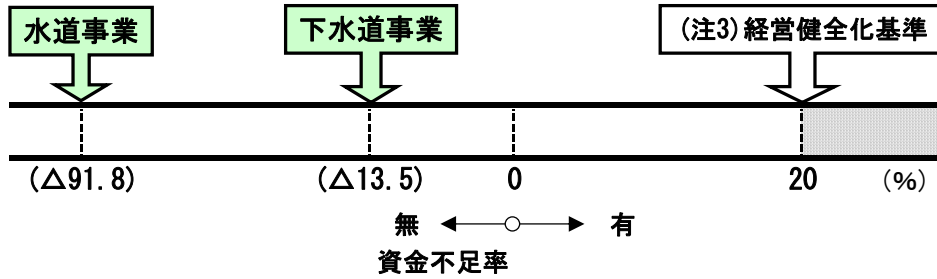 水道事業
下水道事業
(注3)経営健全化基準
(△91.8)
(△13.5)
0
20
(%)
無
有
資金不足率